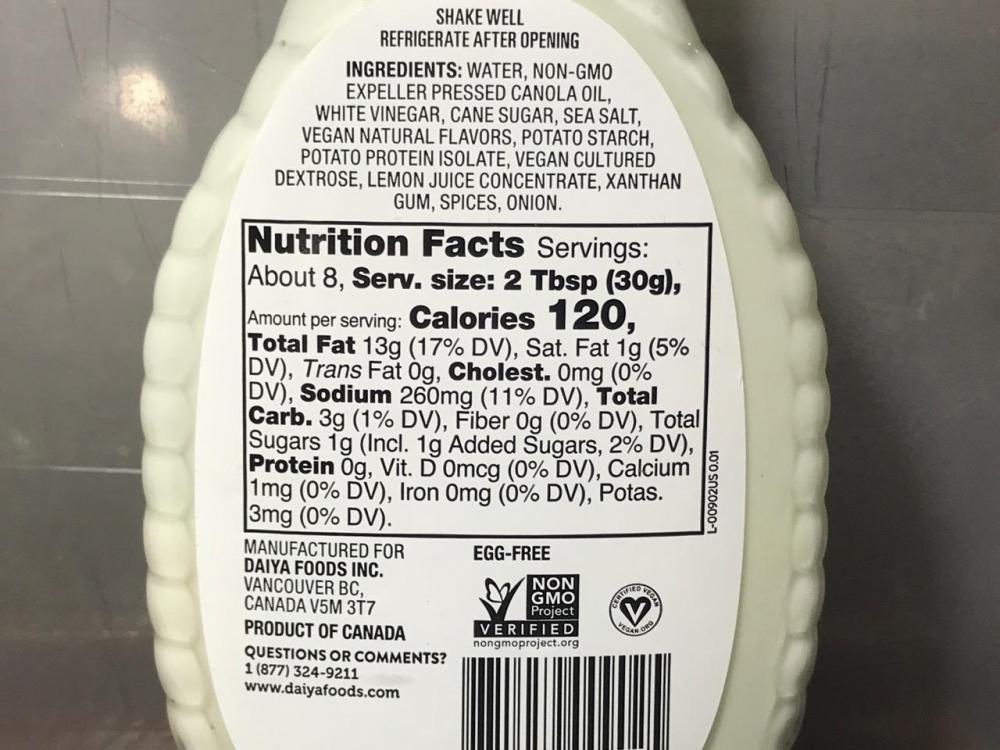 SHAKE WELL
REFRIGERATE AFTER OPENING
INGREDIENTS: WATER, NON-GMO
EXPELLER PRESSED CANOLA OIL,
WHITE VINEGAR, CANE SUGAR, SEA SALT,
VEGAN NATURAL FLAVORS, POTATO STARCH,
POTATO PROTEIN ISOLATE, VEGAN CULTURED
DEXTROSE, LEMON JUICE CONCENTRATE, XANTHAN
GUM, SPICES, ONION.
Nutrition Facts Servings:
About 8, Serv. size: 2 Tbsp (30g),
Amount per serving: Calories 120,
Total Fat 13g (17% DV), Sat. Fat 1g (5%
DV), Trans Fat 0g, Cholest. 0mg (0%
DV), Sodium 260mg (11% DV), Total
Carb. 3g (1% DV), Fiber 0g (0% DV), Total
Sugars 1g (Incl. 1g Added Sugars, 2% DV),
Protein 0g, Vit. D 0mcg (0% DV), Calcium
1mg (0% DV), Iron 0mg (0% DV), Potas.
3mg (0% DV).
L-00902US 0.01
MANUFACTURED FOR
DAIYA FOODS INC.
VANCOUVER BC,
CANADA V5M 3T7
PRODUCT OF CANADA
QUESTIONS OR COMMENTS?
1 (877) 324-9211
www.daiyafoods.com
EGG-FREE
NON
GMO
Project
VERIFIED
nongmoproject.org
CERTIFIED VEGAN
VEGAN.ORG